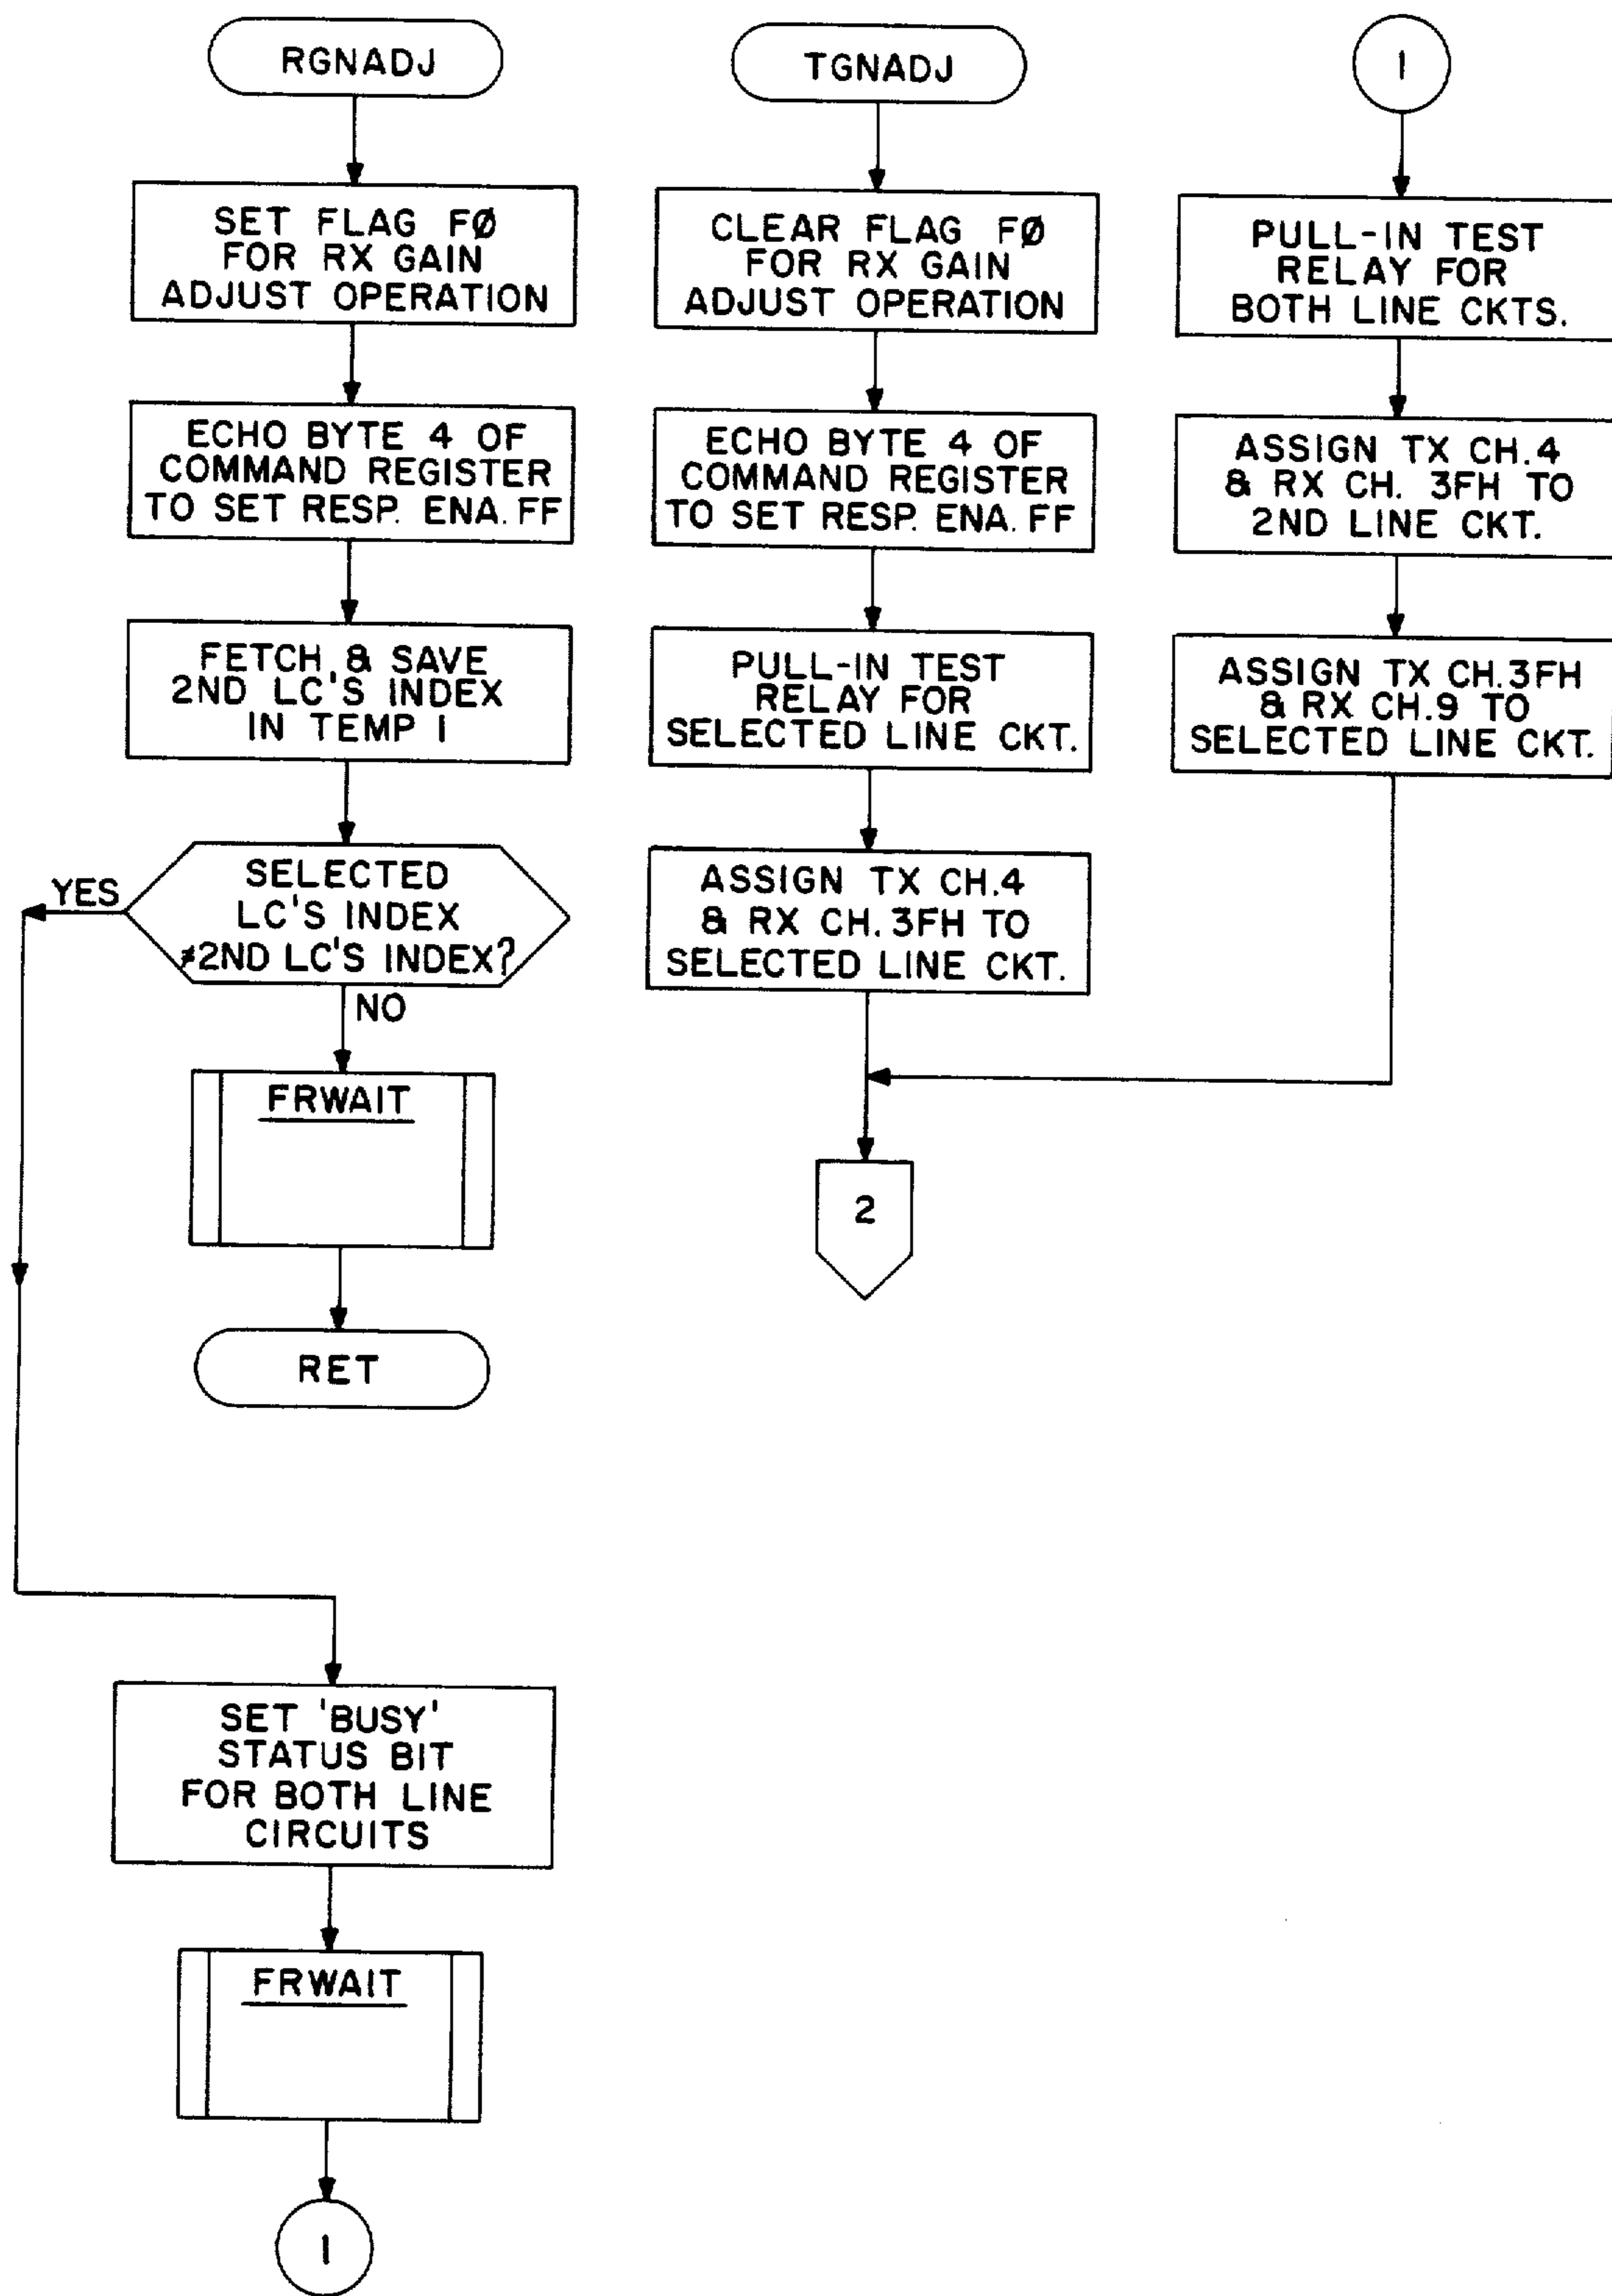 RGNADJ
SET FLAG FØ
FOR RX GAIN
ADJUST OPERATION
ECHO BYTE 4 OF
COMMAND REGISTER
TO SET RESP. ENA. FF
FETCH & SAVE
2ND LC'S INDEX
IN TEMP 1
SELECTED
LC'S INDEX
≠2ND LC'S INDEX?
YES
NO
FRWAIT
RET
SET 'BUSY'
STATUS BIT
FOR BOTH LINE
CIRCUITS
FRWAIT
1
TGNADJ
CLEAR FLAG FØ
FOR RX GAIN
ADJUST OPERATION
ECHO BYTE 4 OF
COMMAND REGISTER
TO SET RESP. ENA. FF
PULL-IN TEST
RELAY FOR
SELECTED LINE CKT.
ASSIGN TX CH.4
& RX CH. 3FH TO
SELECTED LINE CKT.
2
1
PULL-IN TEST
RELAY FOR
BOTH LINE CKTS.
ASSIGN TX CH.4
& RX CH. 3FH TO
2ND LINE CKT.
ASSIGN TX CH.3FH
& RX CH.9 TO
SELECTED LINE CKT.